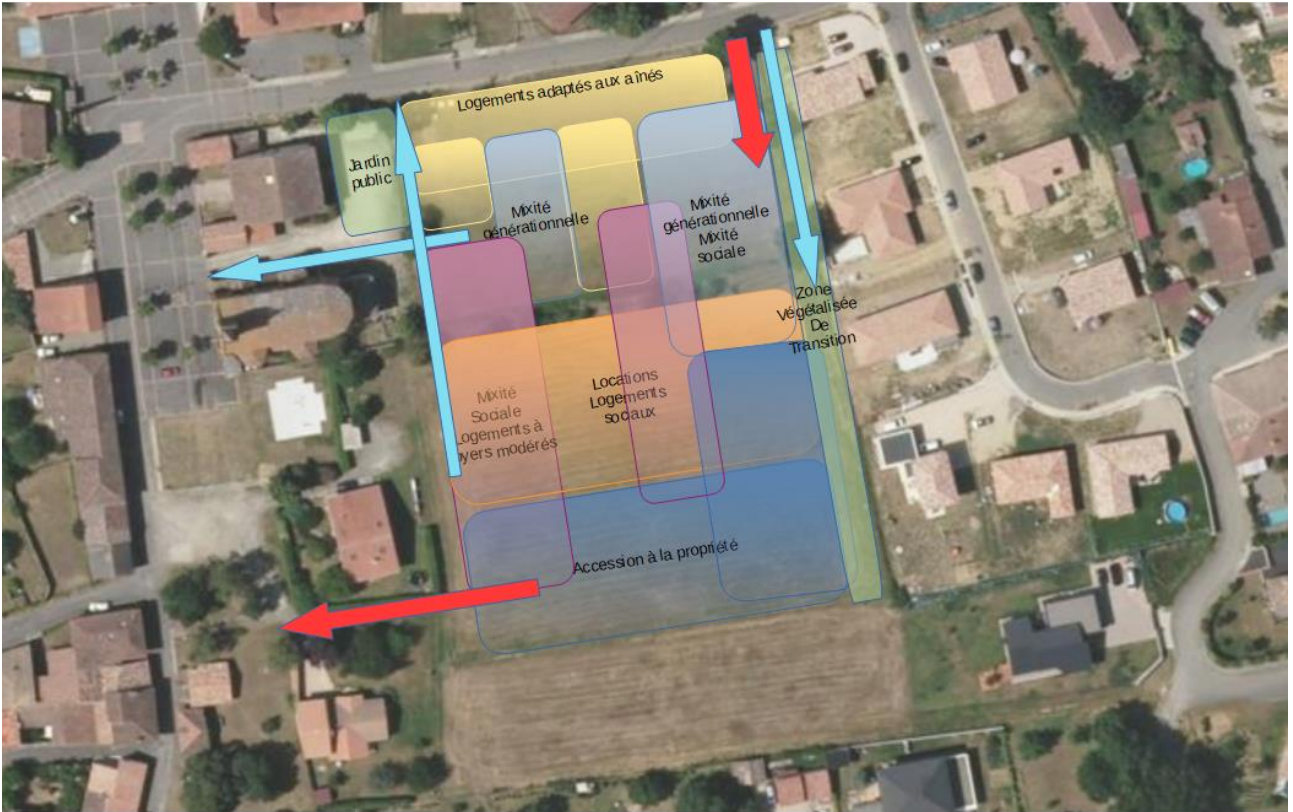 Logements adaptés aux aînés
Jardin
public
Mixité
générationnelle
Mixité
générationnelle
Mixité
sociale
Zone
Végétalisée
De
Transition
Mixité
Sociale
Logements à
oyers modérés
Locations
Logements
sociaux
Accession à la propriété